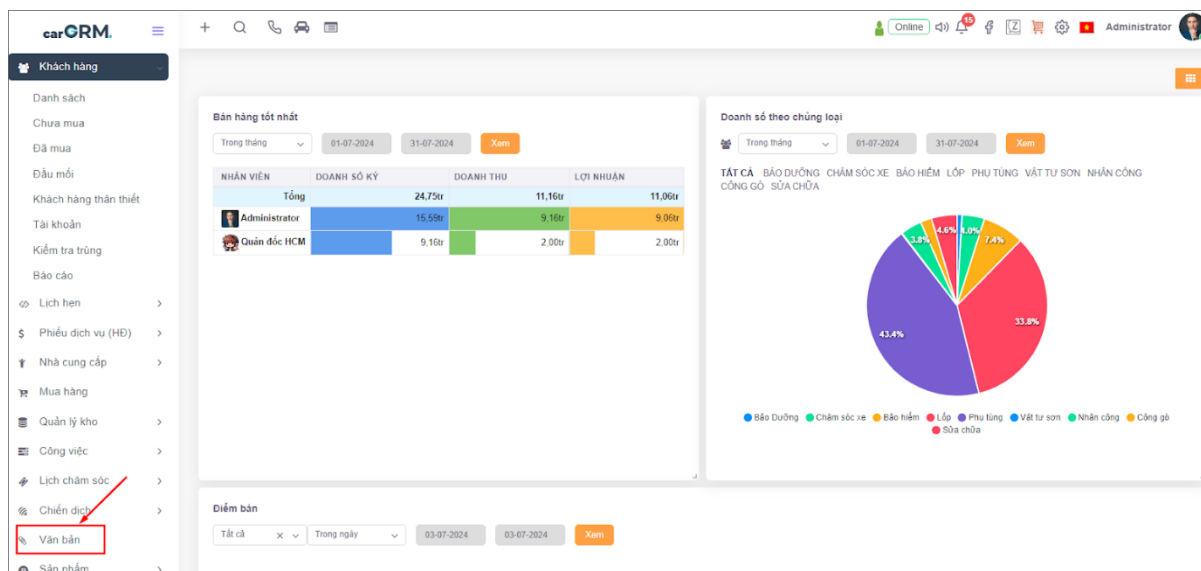 carGRM.
Online
15
Administrator
Khách hàng
Danh sách
Chưa mua
Đã mua
Đầu mối
Khách hàng thân thiết
Tài khoản
Kiểm tra trùng
Báo cáo
Lịch hẹn
Phiếu dịch vụ (HĐ)
Nhà cung cấp
Mua hàng
Quản lý kho
Công việc
Lịch chăm sóc
Chiến dịch
Văn bản
Sản phẩm
Bán hàng tốt nhất
Trong tháng 01-07-2024 31-07-2024 Xem
NHÂN VIÊN DOANH SỐ KÝ DOANH THU LỢI NHUẬN
Tổng 24,75tr 11,16tr 11,06tr
Administrator 15,59tr 9,16tr 9,06tr
Quản đốc HCM 9,16tr 2,00tr 2,00tr
Doanh số theo chủng loại
Trong tháng 01-07-2024 31-07-2024 Xem
TẤT CẢ BẢO DƯỠNG CHĂM SÓC XE BẢO HIỂM LỐP PHỤ TÙNG VẬT TƯ SƠN NHÂN CÔNG
CÔNG GÒ SỬA CHỮA
3.8% 4.6% 4.0% 7.4%
33.8%
43.4%
Bảo Dưỡng Chăm sóc xe Bảo hiểm Lốp Phụ tùng Vật tư sơn Nhân công Công gò
Sửa chữa
Điểm bán
Tất cả x Trong ngày 03-07-2024 03-07-2024 Xem